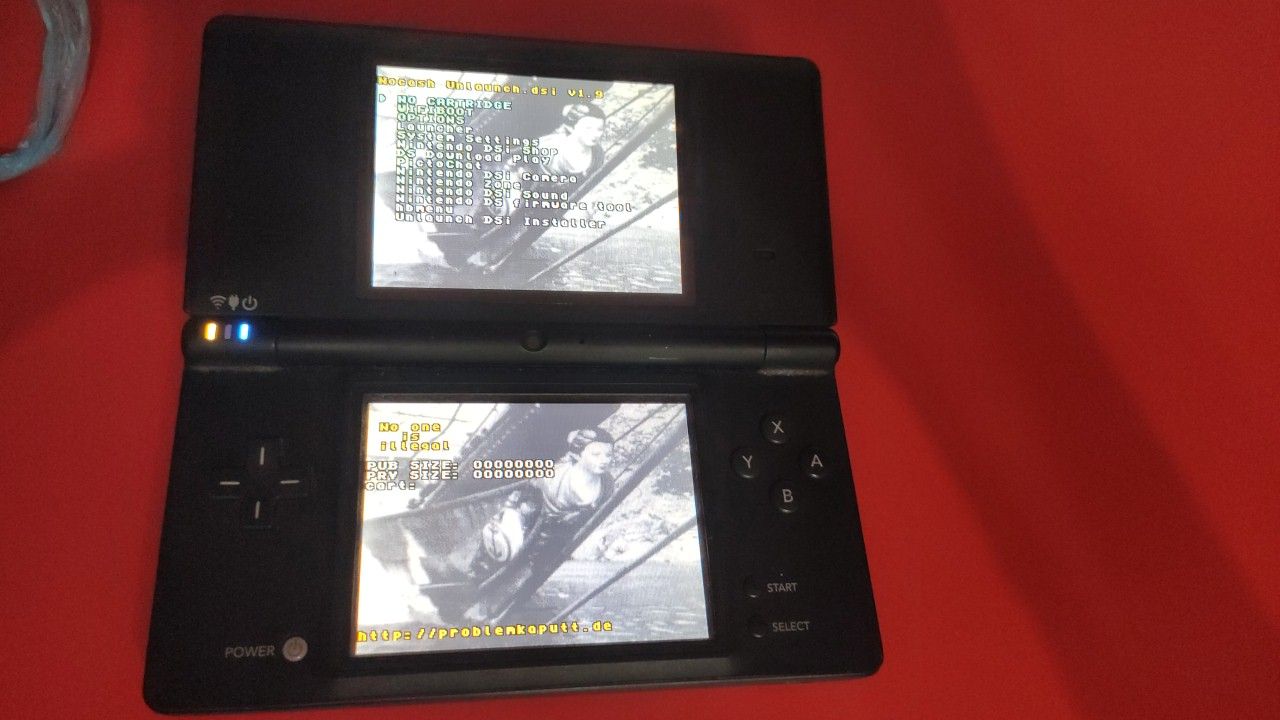 Nocash Unlaunch.dsi v1.9
NO CARTRIDGE
WIFIBOOT
OPTIONS
Launcher
System Settings
Nintendo DSi Shop
DS Download Play
PictoChat
Nintendo DSi Camera
Nintendo Zone
Nintendo DSi Sound
Nintendo DS firmware tool
hbmenu
Unlaunch DSi Installer
No one
is
illegal
PUB SIZE: 00000000
PRV SIZE: 00000000
cart:
http://problemkaputt.de
X
Y
A
B
START
SELECT
POWER